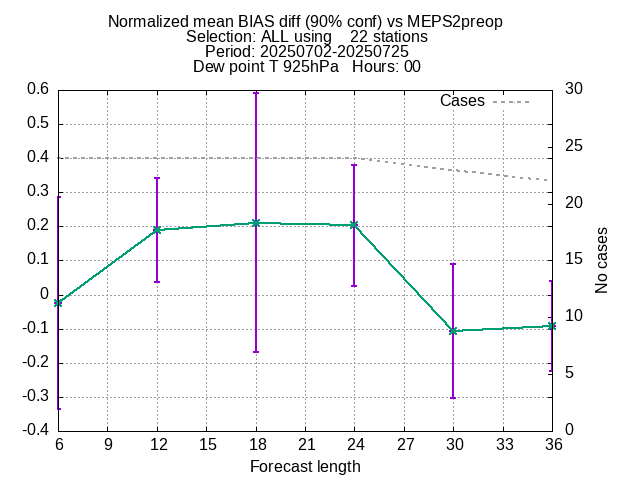 Normalized mean BIAS diff (90% conf) vs MEPS2preop
Selection: ALL using    22 stations
Period: 20250702-20250725
Dew point T 925hPa   Hours: 00
Cases
0.6
0.5
0.4
0.3
0.2
0.1
0
-0.1
-0.2
-0.3
-0.4
30
25
20
15
10
5
0
No cases
6 9 12 15 18 21 24 27 30 33 36
Forecast length